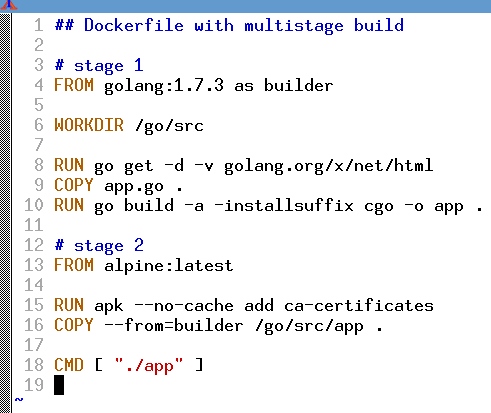 1 ## Dockerfile with multistage build
2
3 # stage 1
4 FROM golang:1.7.3 as builder
5
6 WORKDIR /go/src
7
8 RUN go get -d -v golang.org/x/net/html
9 COPY app.go .
10 RUN go build -a -installsuffix cgo -o app .
11
12 # stage 2
13 FROM alpine:latest
14
15 RUN apk --no-cache add ca-certificates
16 COPY --from=builder /go/src/app .
17
18 CMD [ "./app" ]
19
~